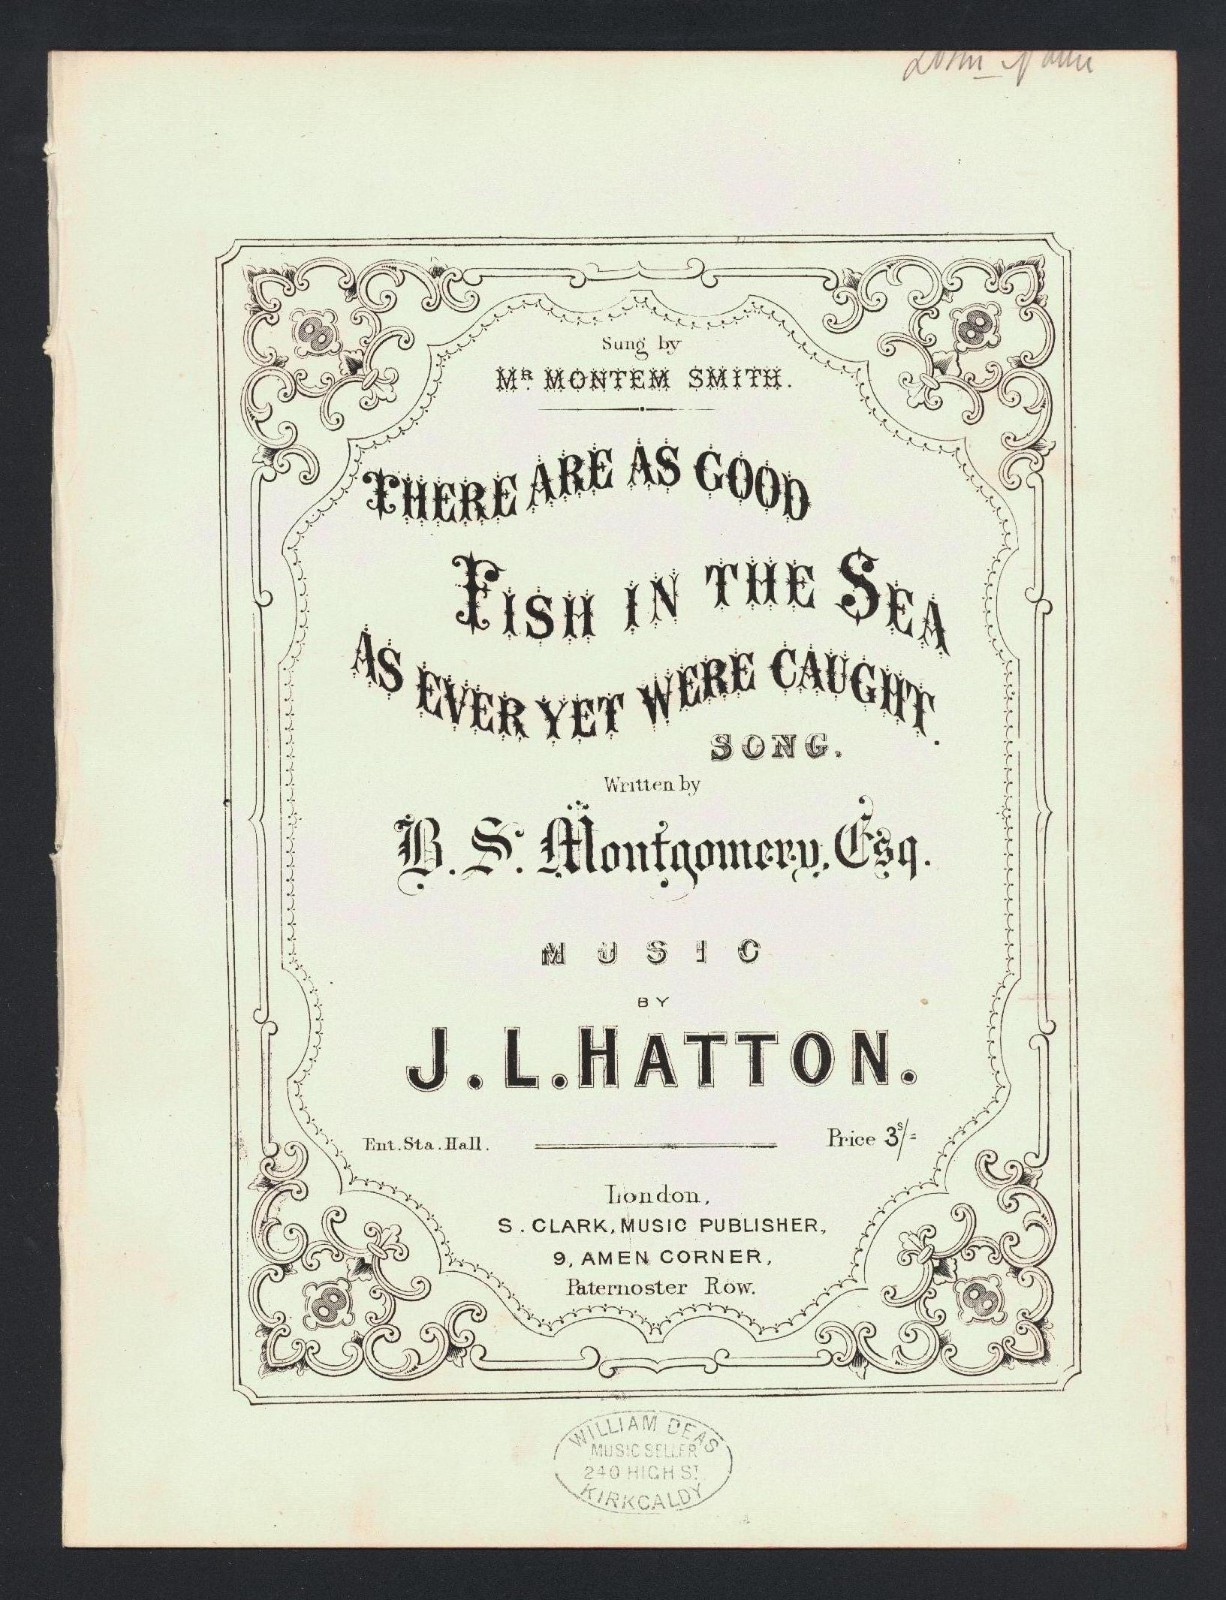 Sung by
MR. MONTEM SMITH.
THERE ARE AS GOOD
FISH IN THE SEA
AS EVER YET WERE CAUGHT.
SONG.
Written by
B. S. Montgomery, Esq.
MUSIC
BY
J. L. HATTON.
Ent. Sta. Hall.
Price 3s/=
London,
S. CLARK, MUSIC PUBLISHER,
9, AMEN CORNER,
Paternoster Row.
WILLIAM DEAS
MUSIC SELLER
240 HIGH ST.
KIRKCALDY